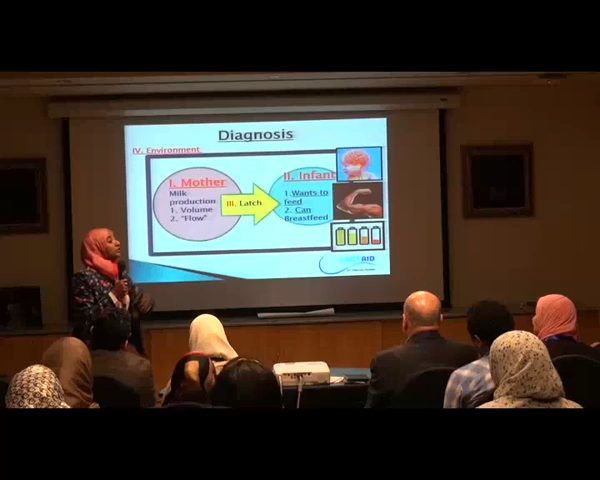 Diagnosis
IV. Environment
I. Mother
Milk
production
1. Volume
2. "Flow"
III. Latch
II. Infant
1.Wants to
feed
2. Can
Breastfeed